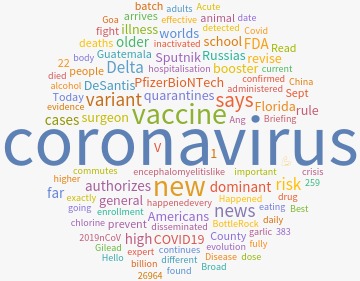 batch adults Acute
Goa arrives effective animal date
fight illness worlds detected Covid
deaths older inactivated school FDA Read
body Guatemala Sputnik Russias revise
22 people Delta hospitalisation booster current
died DeSantis PfizerBioNTech confirmed China
alcohol Today variant quarantines says administered Sept
evidence vaccine Florida rule
cases surgeon Ang Briefing
coronavirus
V 1
commutes encephalomyelitislike important crisis
higher authorizes new dominant risk 259
far exactly general happenedevery Happened drug
going enrollment Americans news eating Best
chlorine prevent disseminated BottleRock daily
2019nCoV high COVID19 County garlic 383
Gilead expert continues evolution fully
Hello billion different Disease dose
26964 found Broad